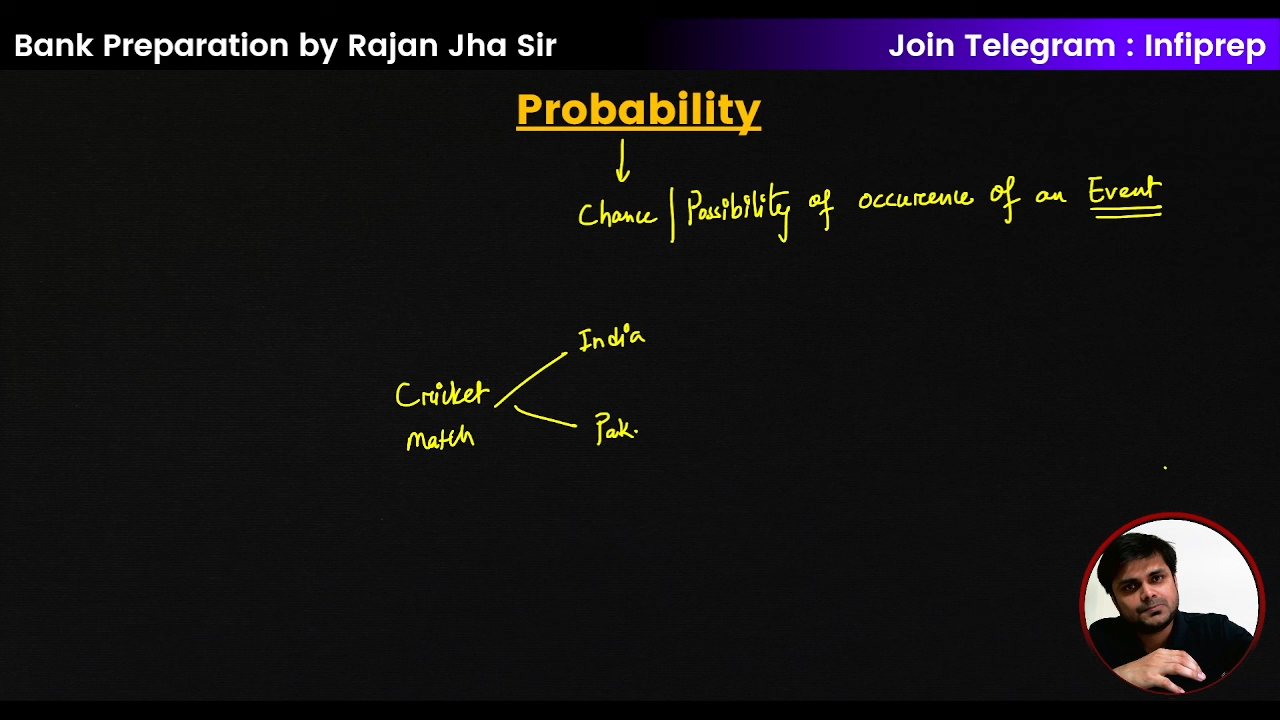 Bank Preparation by Rajan Jha Sir
Join Telegram : Infiprep
Probability
Chance | Possibility of occurence of an Event
India
Cricket
Match
Pak.